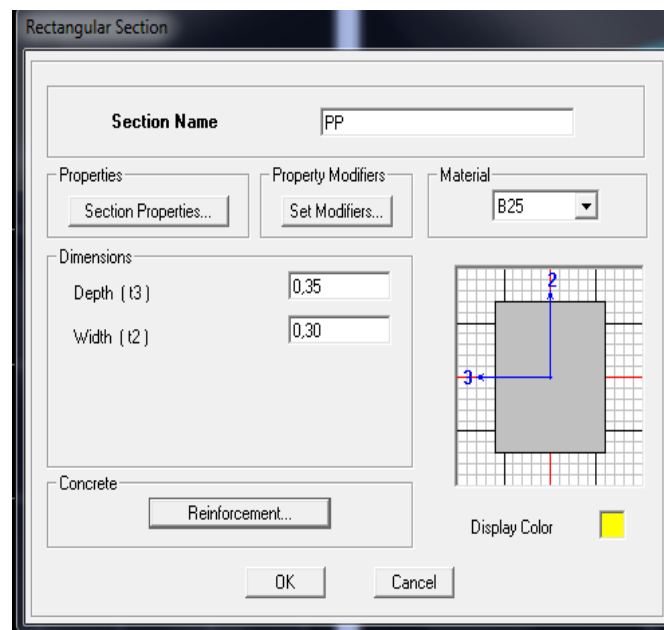 Rectangular Section
Section Name PP
Properties Property Modifiers Material
Section Properties... Set Modifiers... B25
Dimensions
Depth ( t3 ) 0,35
Width ( t2 ) 0,30
2
3
Concrete
Reinforcement...
Display Color
OK Cancel